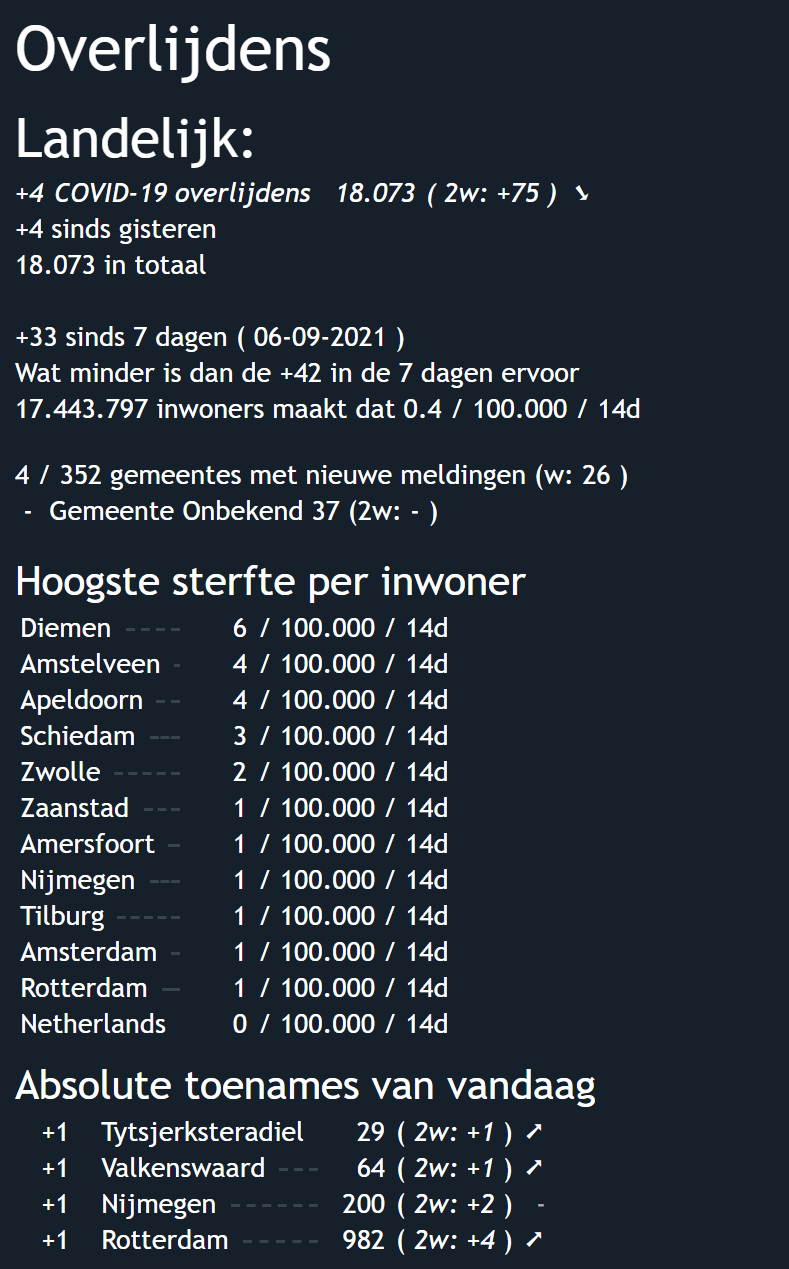 Overlijdens
Landelijk:
+4 COVID-19 overlijdens 18.073 ( 2w: +75 ) ➘
+4 sinds gisteren
18.073 in totaal
+33 sinds 7 dagen ( 06-09-2021 )
Wat minder is dan de +42 in de 7 dagen ervoor
17.443.797 inwoners maakt dat 0.4 / 100.000 / 14d
4 / 352 gemeentes met nieuwe meldingen (w: 26 )
- Gemeente Onbekend 37 (2w: - )
Hoogste sterfte per inwoner
Diemen ---- 6 / 100.000 / 14d
Amstelveen - 4 / 100.000 / 14d
Apeldoorn -- 4 / 100.000 / 14d
Schiedam --- 3 / 100.000 / 14d
Zwolle ----- 2 / 100.000 / 14d
Zaanstad --- 1 / 100.000 / 14d
Amersfoort - 1 / 100.000 / 14d
Nijmegen --- 1 / 100.000 / 14d
Tilburg ----- 1 / 100.000 / 14d
Amsterdam - 1 / 100.000 / 14d
Rotterdam -- 1 / 100.000 / 14d
Netherlands 0 / 100.000 / 14d
Absolute toenames van vandaag
+1 Tytsjerksteradiel 29 ( 2w: +1 ) ➚
+1 Valkenswaard --- 64 ( 2w: +1 ) ➚
+1 Nijmegen ------ 200 ( 2w: +2 ) -
+1 Rotterdam ----- 982 ( 2w: +4 ) ➚